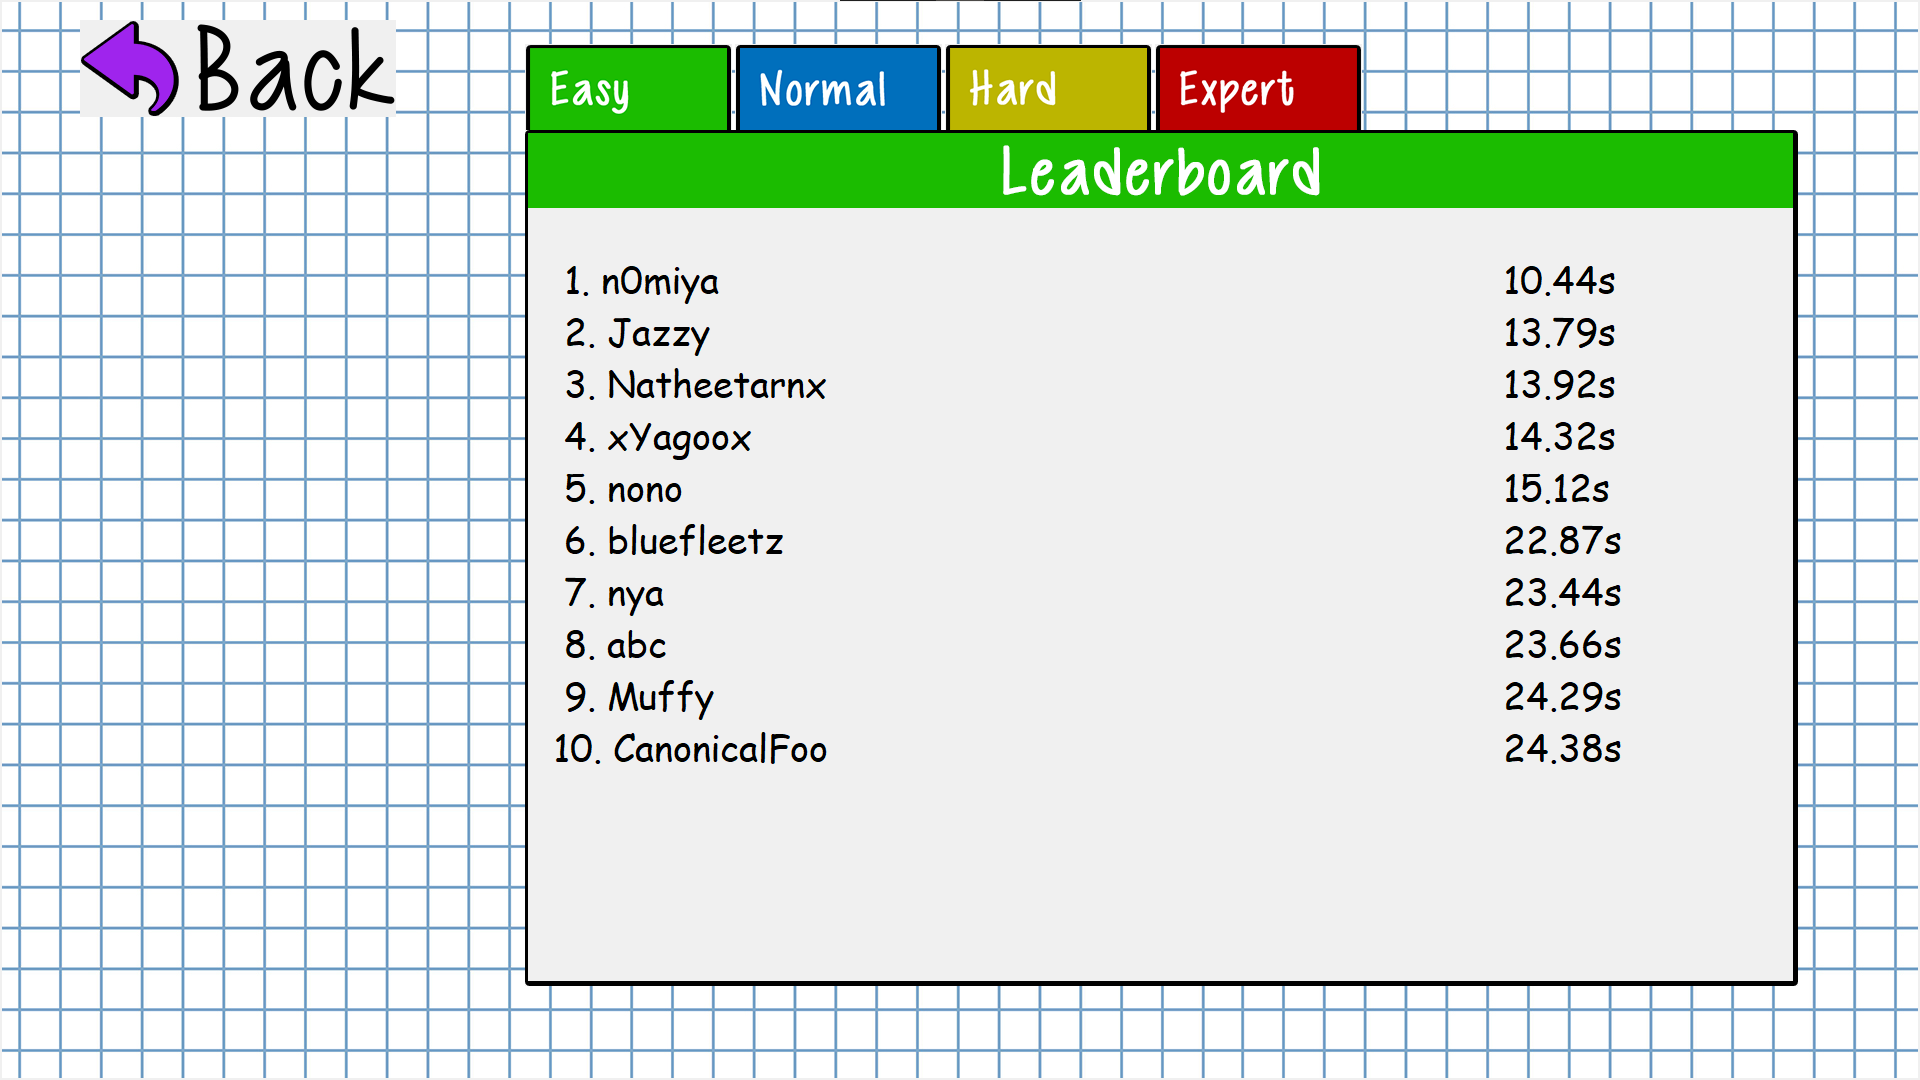 Back
Easy Normal Hard Expert
Leaderboard
1. n0miya 10.44s
2. Jazzy 13.79s
3. Natheetarnx 13.92s
4. xYagoox 14.32s
5. nono 15.12s
6. bluefleetz 22.87s
7. nya 23.44s
8. abc 23.66s
9. Muffy 24.29s
10. CanonicalFoo 24.38s